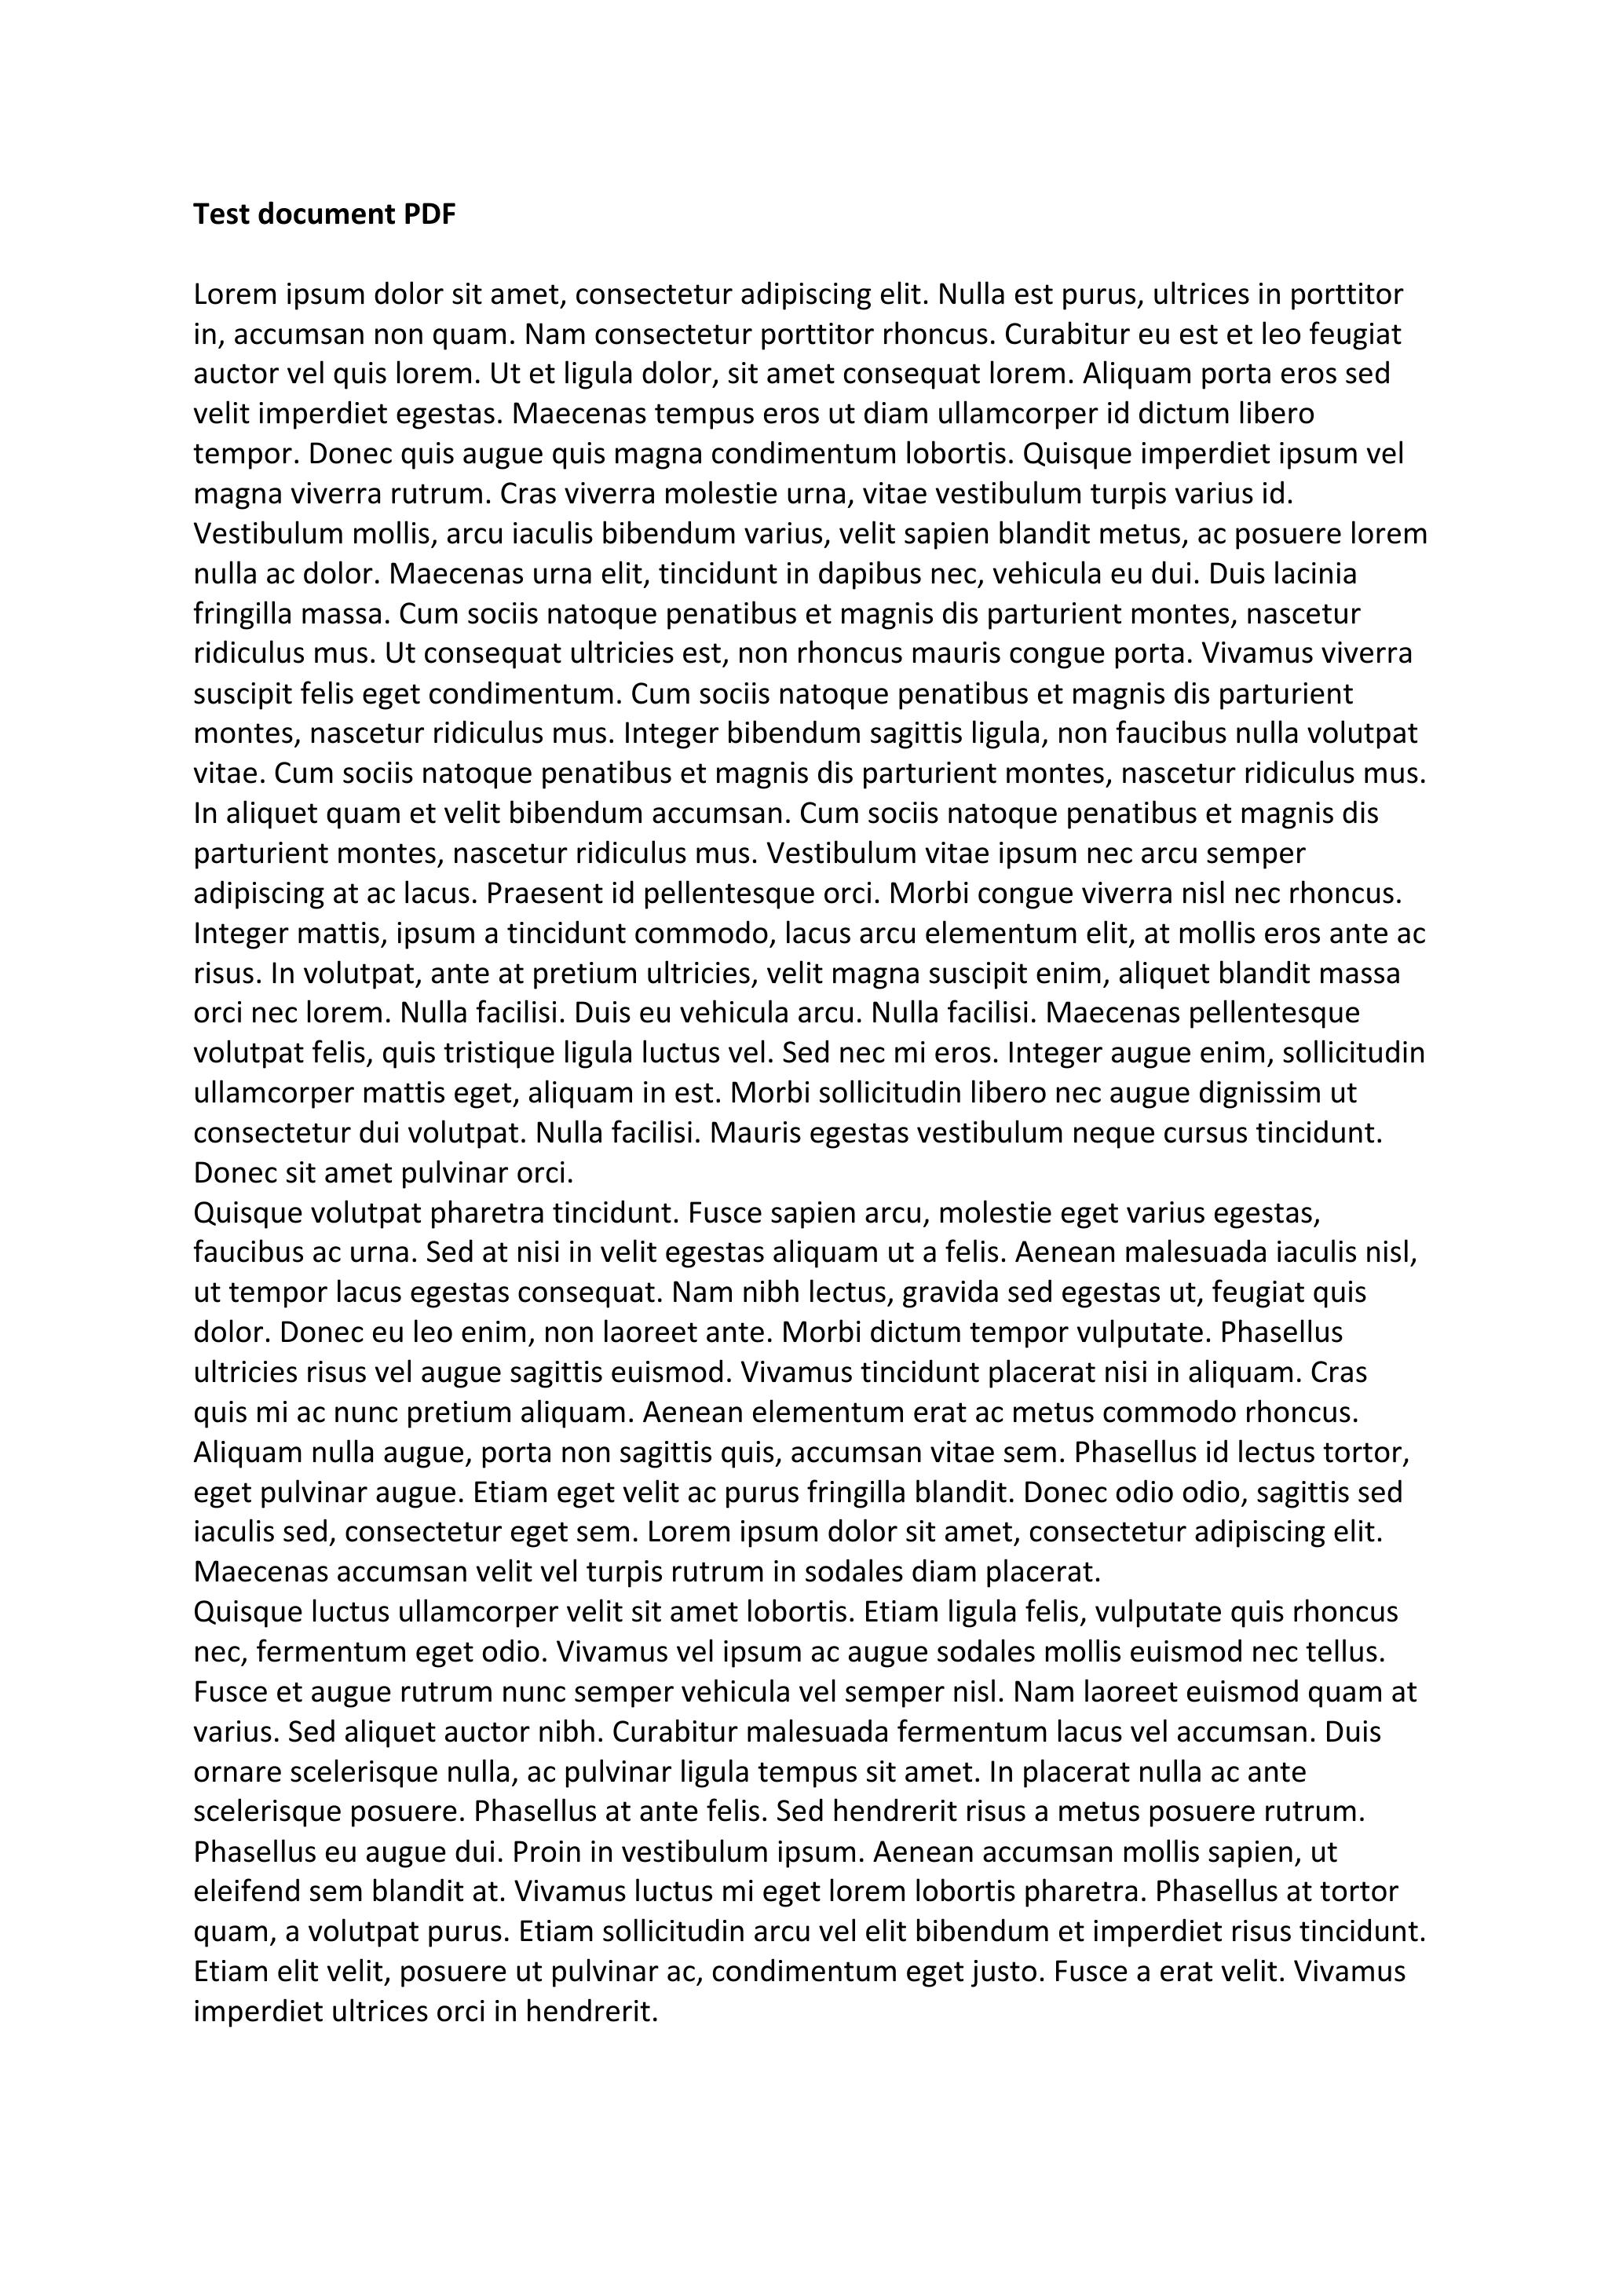 Test document PDF
Lorem ipsum dolor sit amet, consectetur adipiscing elit. Nulla est purus, ultrices in porttitor
in, accumsan non quam. Nam consectetur porttitor rhoncus. Curabitur eu est et leo feugiat
auctor vel quis lorem. Ut et ligula dolor, sit amet consequat lorem. Aliquam porta eros sed
velit imperdiet egestas. Maecenas tempus eros ut diam ullamcorper id dictum libero
tempor. Donec quis augue quis magna condimentum lobortis. Quisque imperdiet ipsum vel
magna viverra rutrum. Cras viverra molestie urna, vitae vestibulum turpis varius id.
Vestibulum mollis, arcu iaculis bibendum varius, velit sapien blandit metus, ac posuere lorem
nulla ac dolor. Maecenas urna elit, tincidunt in dapibus nec, vehicula eu dui. Duis lacinia
fringilla massa. Cum sociis natoque penatibus et magnis dis parturient montes, nascetur
ridiculus mus. Ut consequat ultricies est, non rhoncus mauris congue porta. Vivamus viverra
suscipit felis eget condimentum. Cum sociis natoque penatibus et magnis dis parturient
montes, nascetur ridiculus mus. Integer bibendum sagittis ligula, non faucibus nulla volutpat
vitae. Cum sociis natoque penatibus et magnis dis parturient montes, nascetur ridiculus mus.
In aliquet quam et velit bibendum accumsan. Cum sociis natoque penatibus et magnis dis
parturient montes, nascetur ridiculus mus. Vestibulum vitae ipsum nec arcu semper
adipiscing at ac lacus. Praesent id pellentesque orci. Morbi congue viverra nisl nec rhoncus.
Integer mattis, ipsum a tincidunt commodo, lacus arcu elementum elit, at mollis eros ante ac
risus. In volutpat, ante at pretium ultricies, velit magna suscipit enim, aliquet blandit massa
orci nec lorem. Nulla facilisi. Duis eu vehicula arcu. Nulla facilisi. Maecenas pellentesque
volutpat felis, quis tristique ligula luctus vel. Sed nec mi eros. Integer augue enim, sollicitudin
ullamcorper mattis eget, aliquam in est. Morbi sollicitudin libero nec augue dignissim ut
consectetur dui volutpat. Nulla facilisi. Mauris egestas vestibulum neque cursus tincidunt.
Donec sit amet pulvinar orci.
Quisque volutpat pharetra tincidunt. Fusce sapien arcu, molestie eget varius egestas,
faucibus ac urna. Sed at nisi in velit egestas aliquam ut a felis. Aenean malesuada iaculis nisl,
ut tempor lacus egestas consequat. Nam nibh lectus, gravida sed egestas ut, feugiat quis
dolor. Donec eu leo enim, non laoreet ante. Morbi dictum tempor vulputate. Phasellus
ultricies risus vel augue sagittis euismod. Vivamus tincidunt placerat nisi in aliquam. Cras
quis mi ac nunc pretium aliquam. Aenean elementum erat ac metus commodo rhoncus.
Aliquam nulla augue, porta non sagittis quis, accumsan vitae sem. Phasellus id lectus tortor,
eget pulvinar augue. Etiam eget velit ac purus fringilla blandit. Donec odio odio, sagittis sed
iaculis sed, consectetur eget sem. Lorem ipsum dolor sit amet, consectetur adipiscing elit.
Maecenas accumsan velit vel turpis rutrum in sodales diam placerat.
Quisque luctus ullamcorper velit sit amet lobortis. Etiam ligula felis, vulputate quis rhoncus
nec, fermentum eget odio. Vivamus vel ipsum ac augue sodales mollis euismod nec tellus.
Fusce et augue rutrum nunc semper vehicula vel semper nisl. Nam laoreet euismod quam at
varius. Sed aliquet auctor nibh. Curabitur malesuada fermentum lacus vel accumsan. Duis
ornare scelerisque nulla, ac pulvinar ligula tempus sit amet. In placerat nulla ac ante
scelerisque posuere. Phasellus at ante felis. Sed hendrerit risus a metus posuere rutrum.
Phasellus eu augue dui. Proin in vestibulum ipsum. Aenean accumsan mollis sapien, ut
eleifend sem blandit at. Vivamus luctus mi eget lorem lobortis pharetra. Phasellus at tortor
quam, a volutpat purus. Etiam sollicitudin arcu vel elit bibendum et imperdiet risus tincidunt.
Etiam elit velit, posuere ut pulvinar ac, condimentum eget justo. Fusce a erat velit. Vivamus
imperdiet ultrices orci in hendrerit.